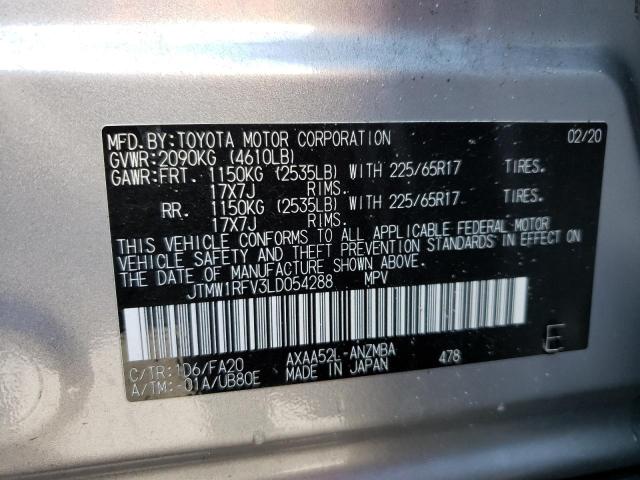 MFD.BY:TOYOTA MOTOR CORPORATION 02/20
GVWR:2090KG (4610LB)
GAWR:FRT. 1150KG (2535LB) WITH 225/65R17 TIRES.
17X7J RIMS.
RR. 1150KG (2535LB) WITH 225/65R17 TIRES.
17X7J RIMS.
THIS VEHICLE CONFORMS TO ALL APPLICABLE FEDERAL MOTOR
VEHICLE SAFETY AND THEFT PREVENTION STANDARDS IN EFFECT ON
THE DATE OF MANUFACTURE SHOWN ABOVE.
JTMW1RFV3LD054288 MPV
C/TR:1D6/FA20 AXAA52L-ANZMBA 478 E
A/TM:-01A/UB80E MADE IN JAPAN